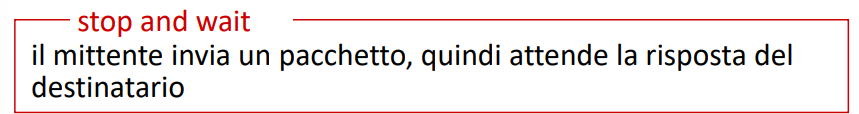 stop and wait
il mittente invia un pacchetto, quindi attende la risposta del
destinatario